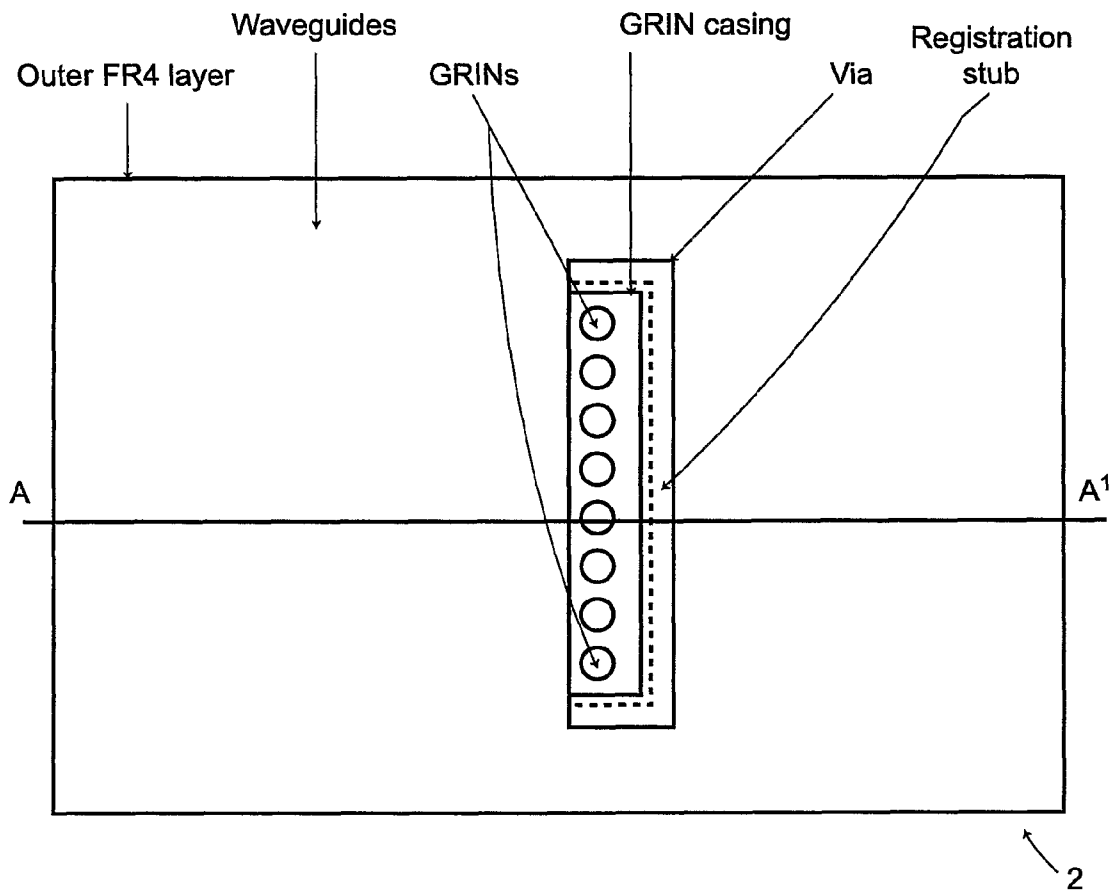 Waveguides
GRIN casing
Registration
stub
Outer FR4 layer
GRINs
Via
A
A¹
2